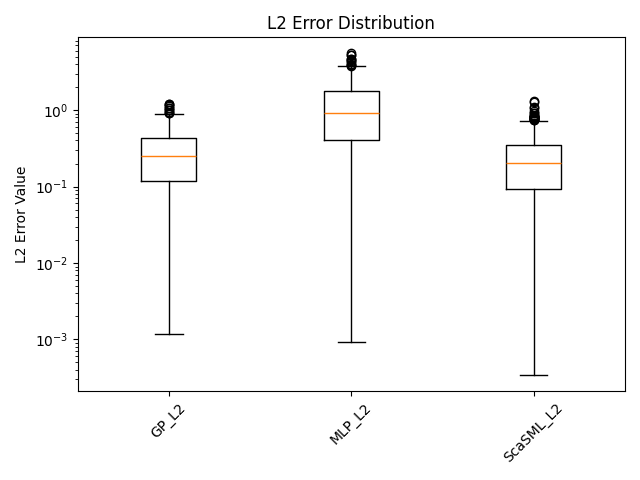 L2 Error Distribution
L2 Error Value
10⁰
10⁻¹
10⁻²
10⁻³
GP_L2
MLP_L2
ScaSML_L2